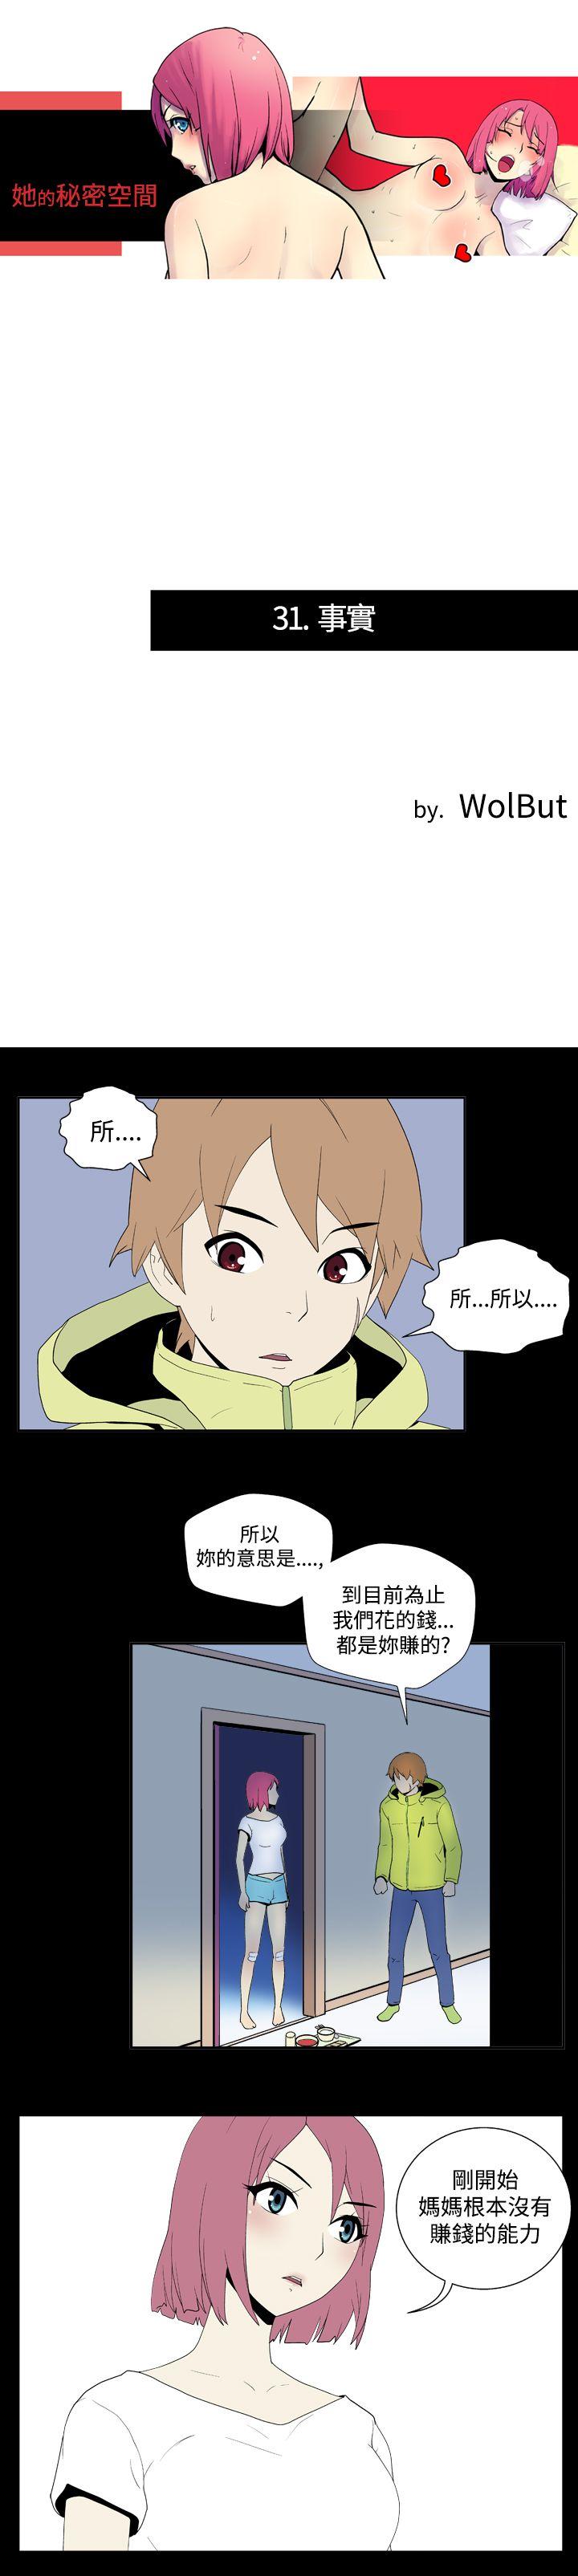 她的秘密空間
31. 事實
by. WolBut
所....
所...所以....
所以
妳的意思是....,
到目前為止
我們花的錢...
都是妳賺的?
剛開始
媽媽根本沒有
賺錢的能力